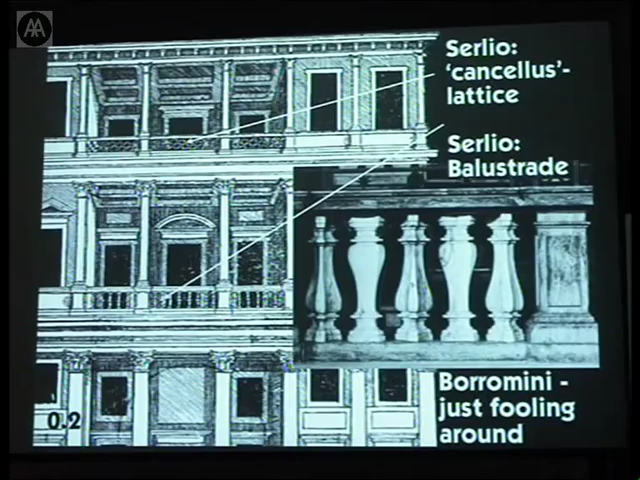 AA
Serlio:
'cancellus'-
lattice
Serlio:
Balustrade
Borromini -
just fooling
around
0.2